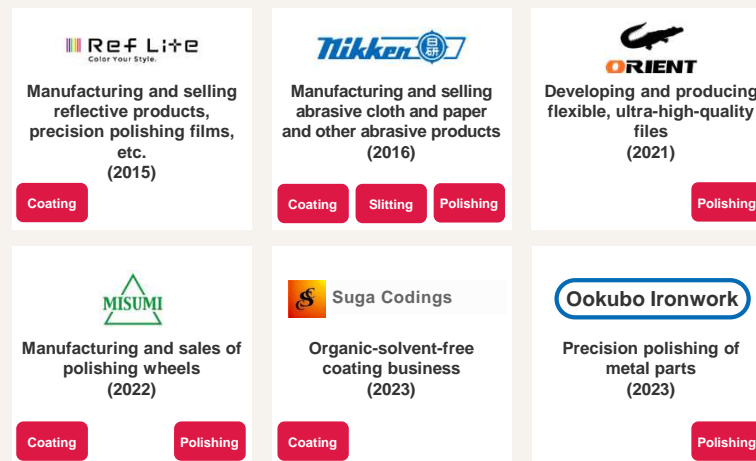 Ref Lite
Color Your Style.
Manufacturing and selling
reflective products,
precision polishing films,
etc.
(2015)
Coating
Nikken
Manufacturing and selling
abrasive cloth and paper
and other abrasive products
(2016)
Coating
Slitting
Polishing
ORIENT
Developing and producing
flexible, ultra-high-quality
files
(2021)
Polishing
MISUMI
Manufacturing and sales of
polishing wheels
(2022)
Coating
Polishing
Suga Codings
Organic-solvent-free
coating business
(2023)
Coating
Ookubo Ironwork
Precision polishing of
metal parts
(2023)
Polishing